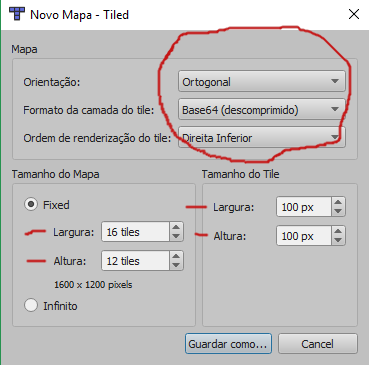 Novo Mapa - Tiled
Mapa
Orientação: Ortogonal
Formato da camada do tile: Base64 (descomprimido)
Ordem de renderização do tile: Direita Inferior
Tamanho do Mapa
Fixed
Largura: 16 tiles
Altura: 12 tiles
1600 x 1200 pixels
Infinito
Tamanho do Tile
Largura: 100 px
Altura: 100 px
Guardar como... Cancel